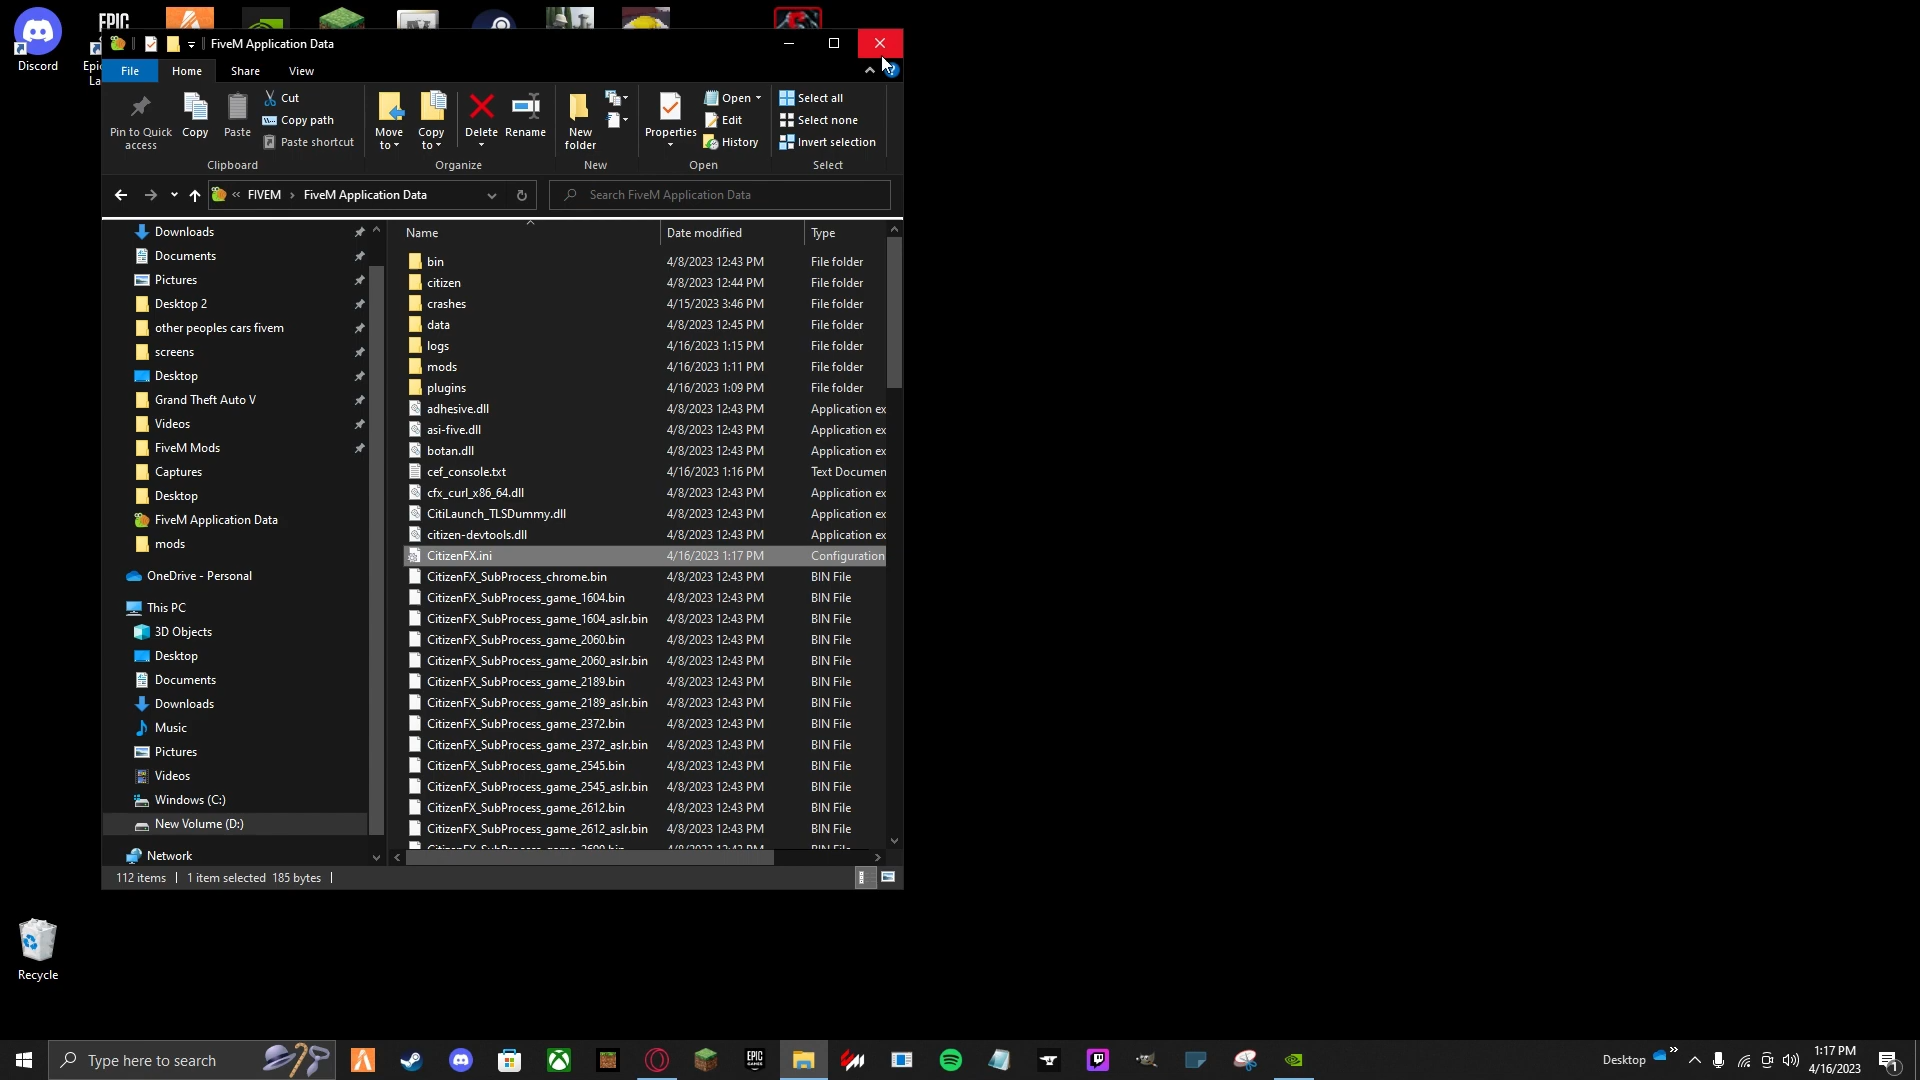 Discord
EPIC
Epic
La
FiveM Application Data
File
Home
Share
View
Pin to Quick
access
Copy
Paste
Cut
Copy path
Paste shortcut
Clipboard
Move
to
Copy
to
Delete
Rename
Organize
New
folder
New
Properties
Open
Edit
History
Open
Select all
Select none
Invert selection
Select
« FIVEM › FiveM Application Data
Search FiveM Application Data
Downloads
Documents
Pictures
Desktop 2
other peoples cars fivem
screens
Desktop
Grand Theft Auto V
Videos
FiveM Mods
Captures
Desktop
FiveM Application Data
mods
OneDrive - Personal
This PC
3D Objects
Desktop
Documents
Downloads
Music
Pictures
Videos
Windows (C:)
New Volume (D:)
Network
Name Date modified Type
bin 4/8/2023 12:43 PM File folder
citizen 4/8/2023 12:44 PM File folder
crashes 4/15/2023 3:46 PM File folder
data 4/8/2023 12:45 PM File folder
logs 4/16/2023 1:15 PM File folder
mods 4/16/2023 1:11 PM File folder
plugins 4/16/2023 1:09 PM File folder
adhesive.dll 4/8/2023 12:43 PM Application ex
asi-five.dll 4/8/2023 12:43 PM Application ex
botan.dll 4/8/2023 12:43 PM Application ex
cef_console.txt 4/16/2023 1:16 PM Text Documen
cfx_curl_x86_64.dll 4/8/2023 12:43 PM Application ex
CitiLaunch_TLSDummy.dll 4/8/2023 12:43 PM Application ex
citizen-devtools.dll 4/8/2023 12:43 PM Application ex
CitizenFX.ini 4/16/2023 1:17 PM Configuration
CitizenFX_SubProcess_chrome.bin 4/8/2023 12:43 PM BIN File
CitizenFX_SubProcess_game_1604.bin 4/8/2023 12:43 PM BIN File
CitizenFX_SubProcess_game_1604_aslr.bin 4/8/2023 12:43 PM BIN File
CitizenFX_SubProcess_game_2060.bin 4/8/2023 12:43 PM BIN File
CitizenFX_SubProcess_game_2060_aslr.bin 4/8/2023 12:43 PM BIN File
CitizenFX_SubProcess_game_2189.bin 4/8/2023 12:43 PM BIN File
CitizenFX_SubProcess_game_2189_aslr.bin 4/8/2023 12:43 PM BIN File
CitizenFX_SubProcess_game_2372.bin 4/8/2023 12:43 PM BIN File
CitizenFX_SubProcess_game_2372_aslr.bin 4/8/2023 12:43 PM BIN File
CitizenFX_SubProcess_game_2545.bin 4/8/2023 12:43 PM BIN File
CitizenFX_SubProcess_game_2545_aslr.bin 4/8/2023 12:43 PM BIN File
CitizenFX_SubProcess_game_2612.bin 4/8/2023 12:43 PM BIN File
CitizenFX_SubProcess_game_2612_aslr.bin 4/8/2023 12:43 PM BIN File
112 items
1 item selected 185 bytes
Recycle
Type here to search
EPIC
GAMES
Desktop
1:17 PM
4/16/2023
1